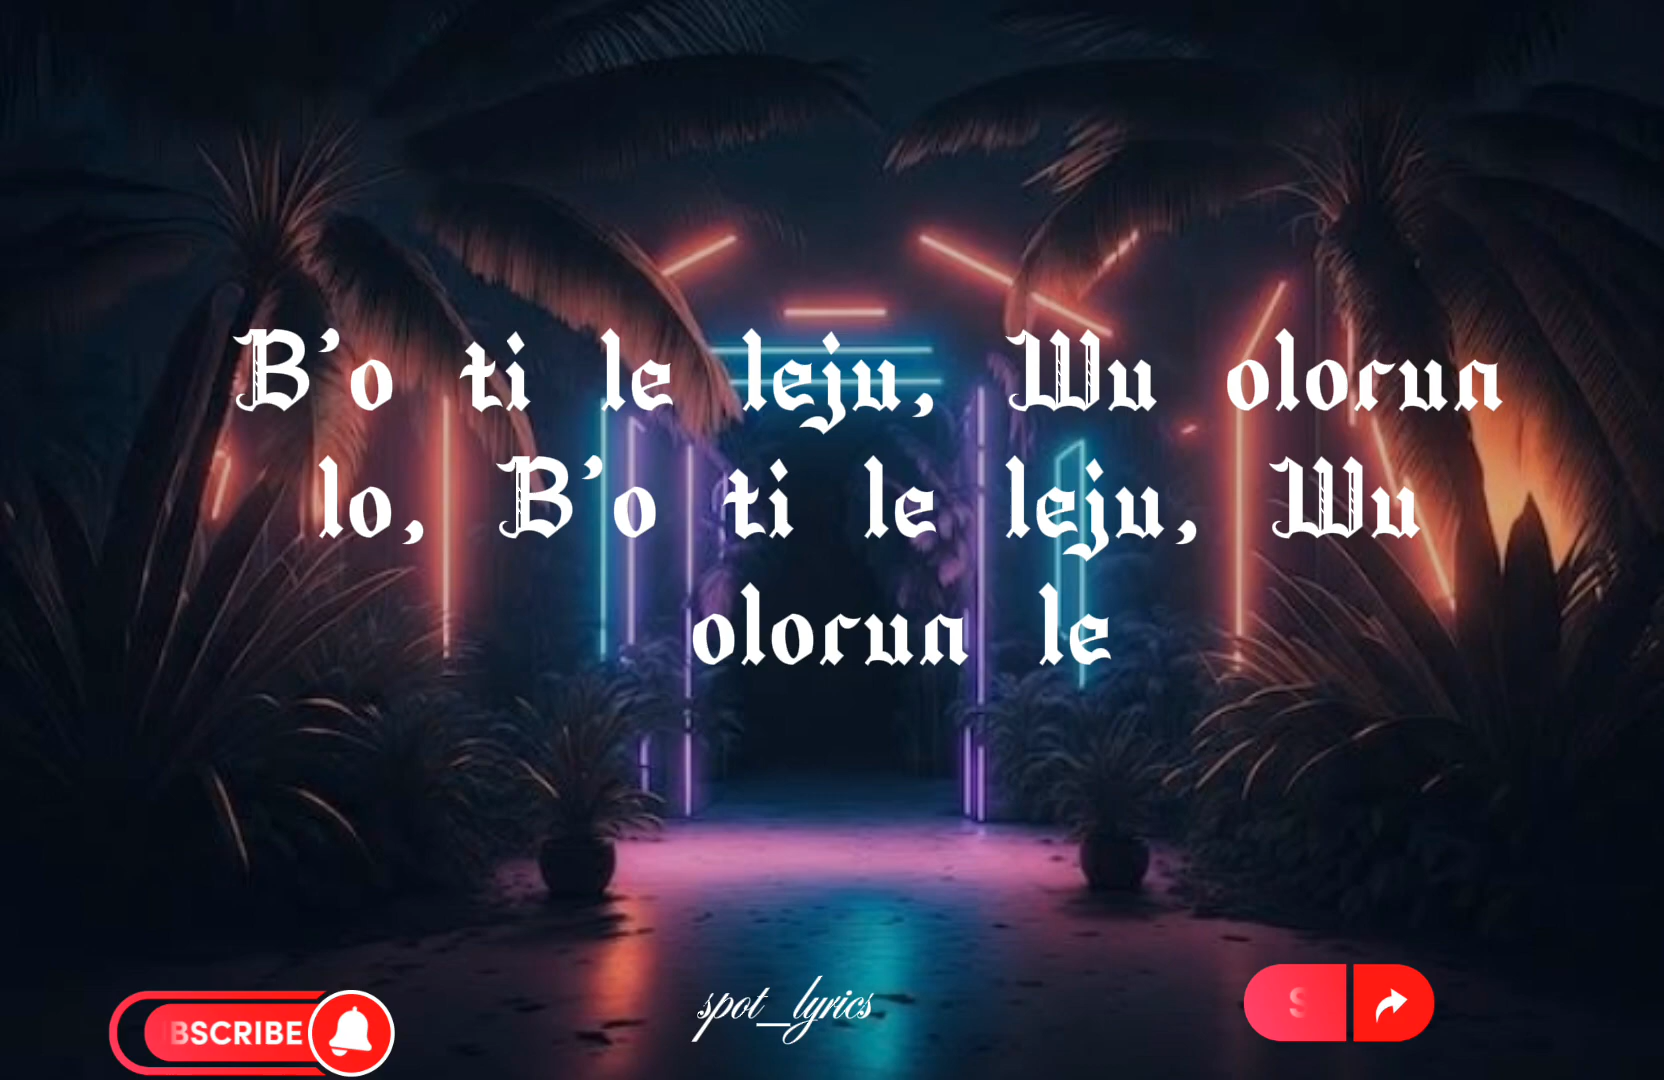 B'o ti le leju, Wu olorun
lo, B'o ti le leju, Wu
olorun le
BSCRIBE
spot_lyrics
S